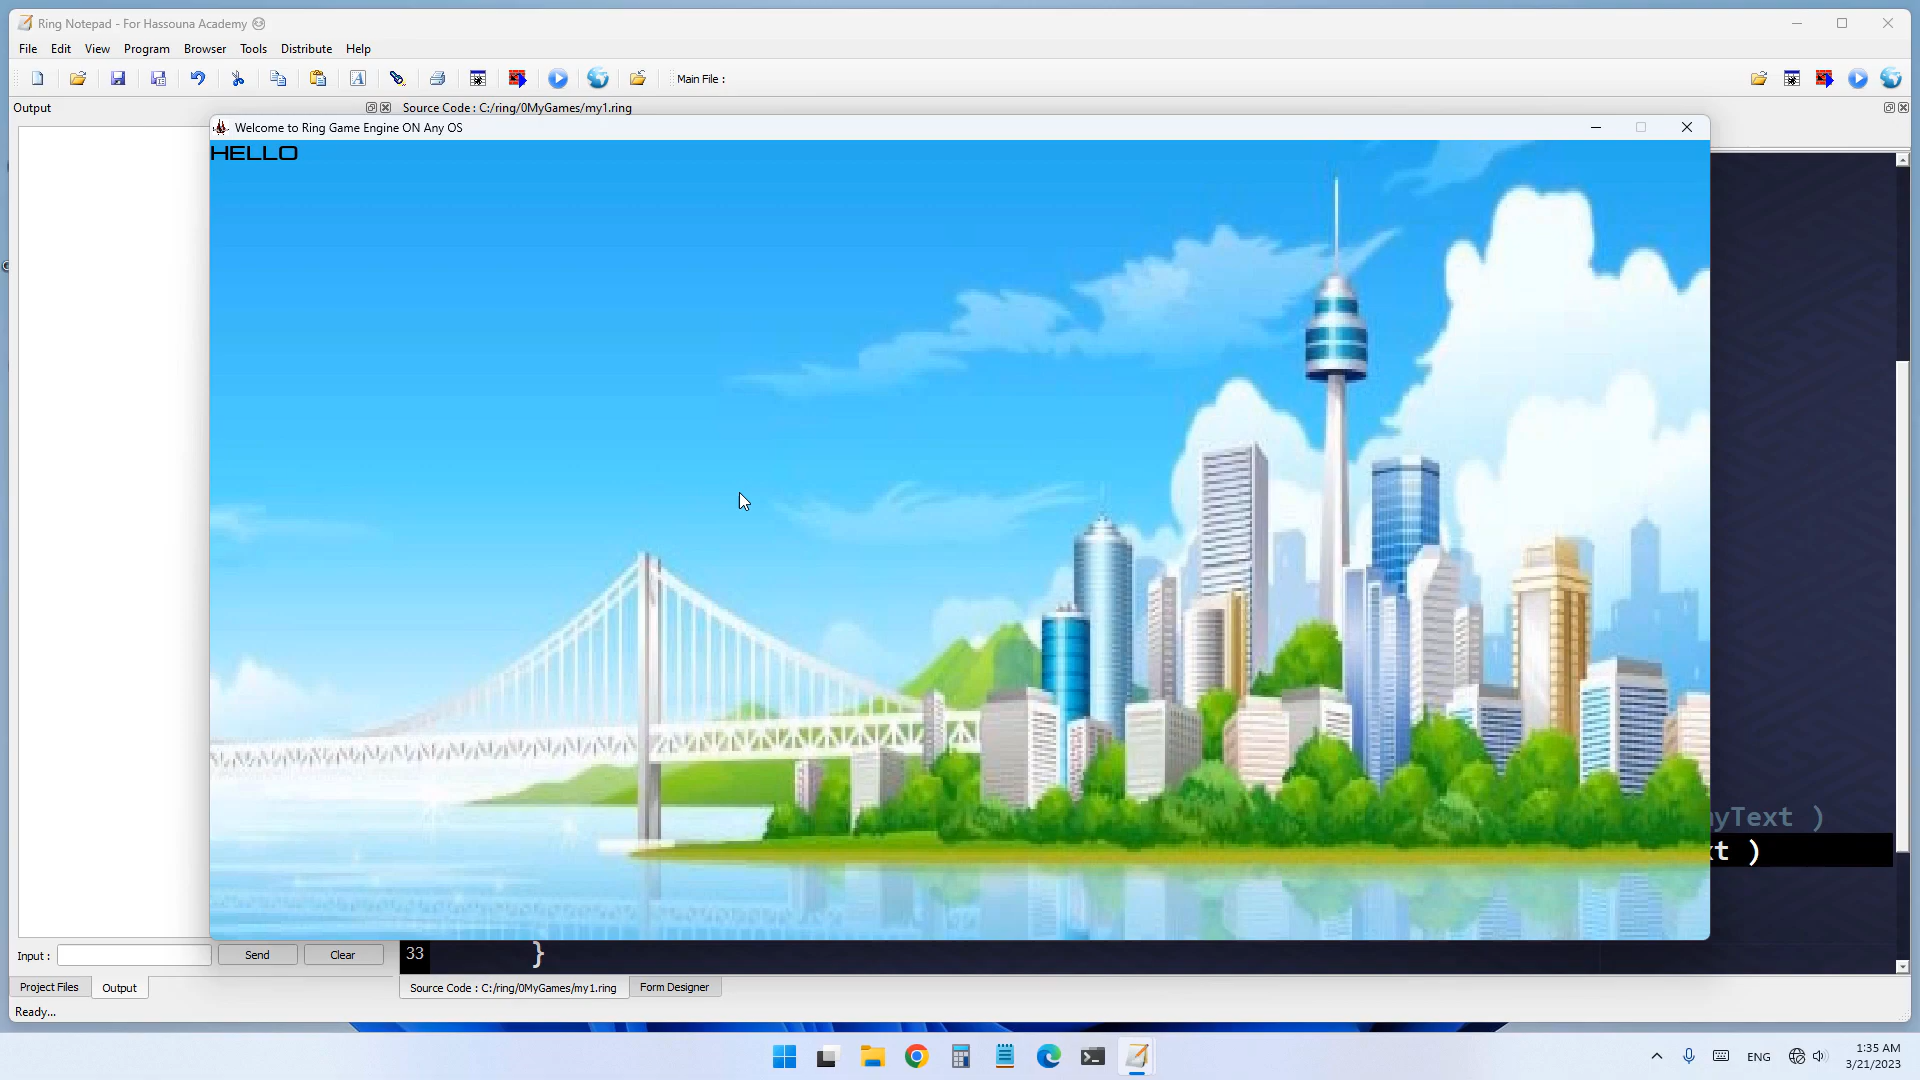 Ring Notepad - For Hassouna Academy
File Edit View Program Browser Tools Distribute Help
Main File :
Output
Source Code : C:/ring/0MyGames/my1.ring
Welcome to Ring Game Engine ON Any OS
HELLO
myText )
xt )
33 }
Input : Send Clear
Project Files Output
Source Code : C:/ring/0MyGames/my1.ring Form Designer
Ready...
ENG
1:35 AM
3/21/2023